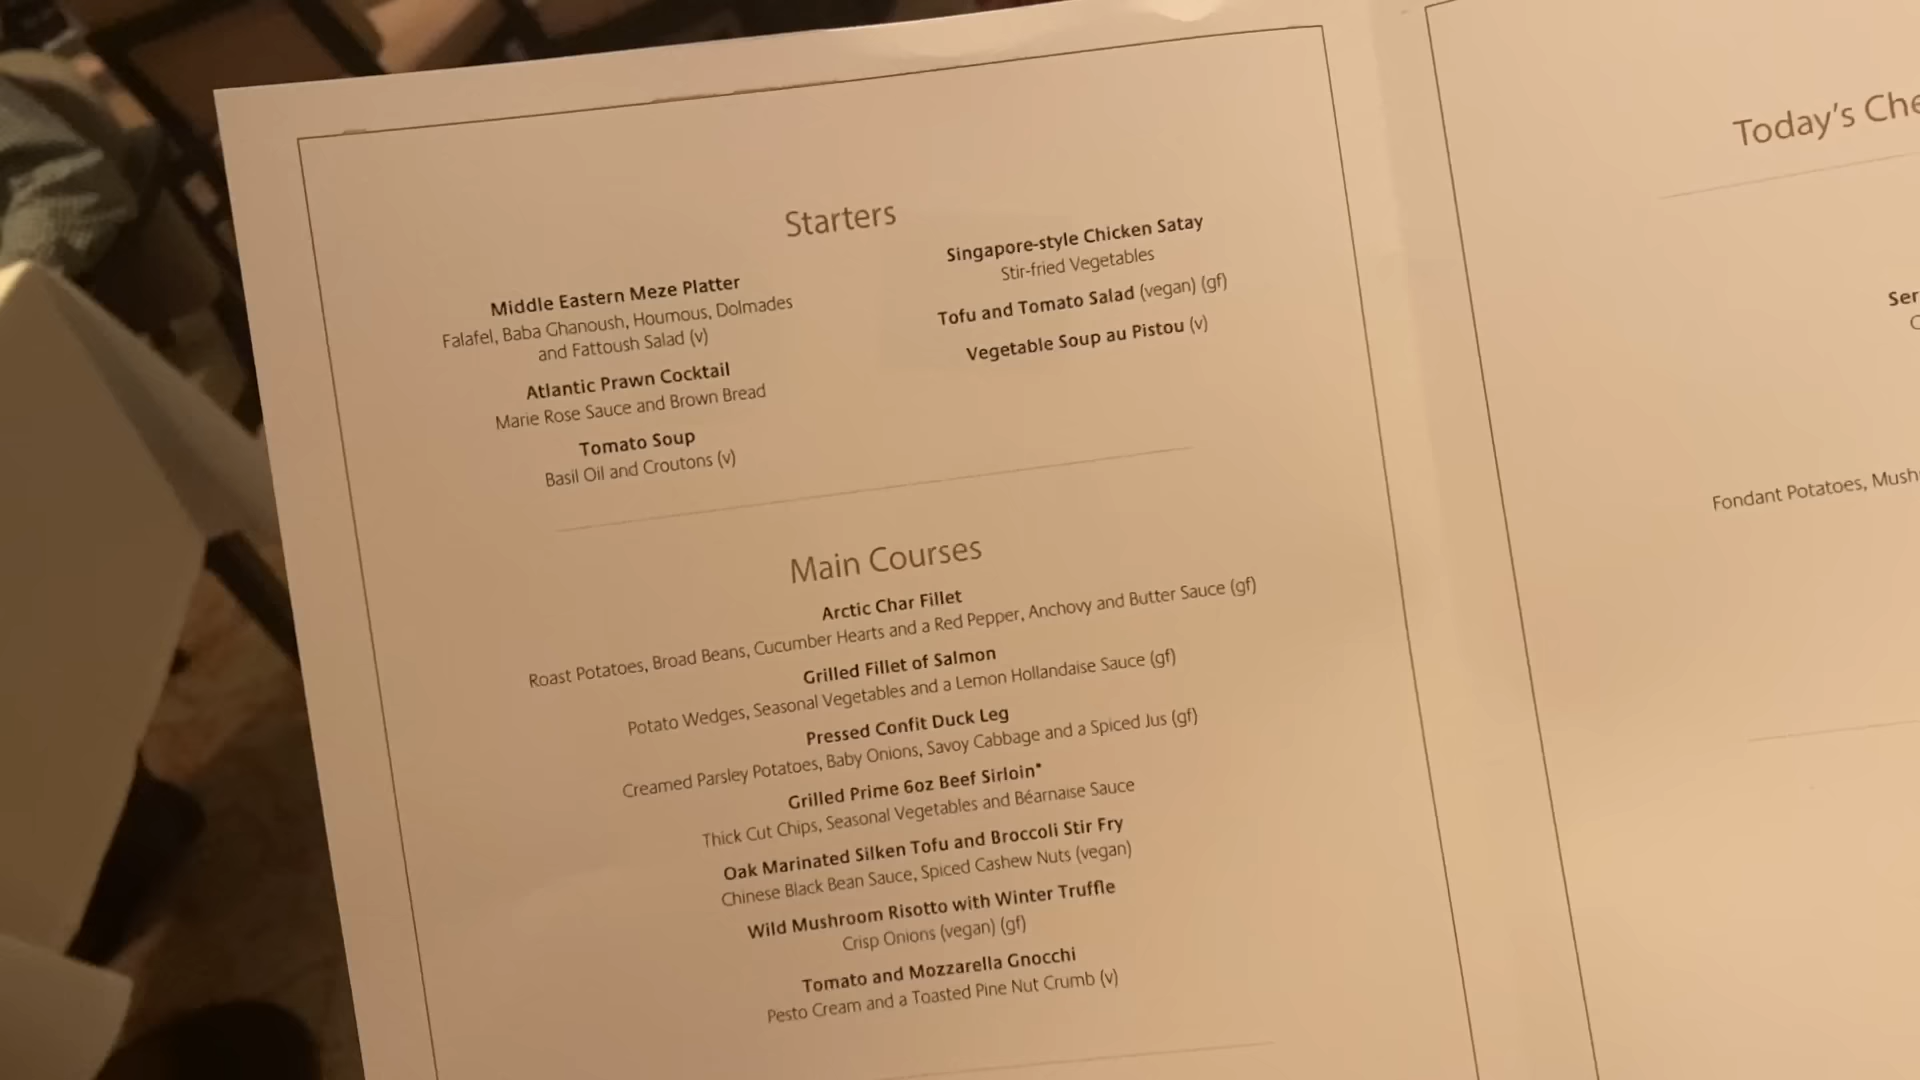 Starters
Middle Eastern Meze Platter
Falafel, Baba Ghanoush, Houmous, Dolmades
and Fattoush Salad (v)
Atlantic Prawn Cocktail
Marie Rose Sauce and Brown Bread
Tomato Soup
Basil Oil and Croutons (v)
Singapore-style Chicken Satay
Stir-fried Vegetables
Tofu and Tomato Salad (vegan) (gf)
Vegetable Soup au Pistou (v)
Main Courses
Arctic Char Fillet
Roast Potatoes, Broad Beans, Cucumber Hearts and a Red Pepper, Anchovy and Butter Sauce (gf)
Grilled Fillet of Salmon
Potato Wedges, Seasonal Vegetables and a Lemon Hollandaise Sauce (gf)
Pressed Confit Duck Leg
Creamed Parsley Potatoes, Baby Onions, Savoy Cabbage and a Spiced Jus (gf)
Grilled Prime 6oz Beef Sirloin*
Thick Cut Chips, Seasonal Vegetables and Béarnaise Sauce
Oak Marinated Silken Tofu and Broccoli Stir Fry
Chinese Black Bean Sauce, Spiced Cashew Nuts (vegan)
Wild Mushroom Risotto with Winter Truffle
Crisp Onions (vegan) (gf)
Tomato and Mozzarella Gnocchi
Pesto Cream and a Toasted Pine Nut Crumb (v)
Today's Che
Ser
Fondant Potatoes, Mush